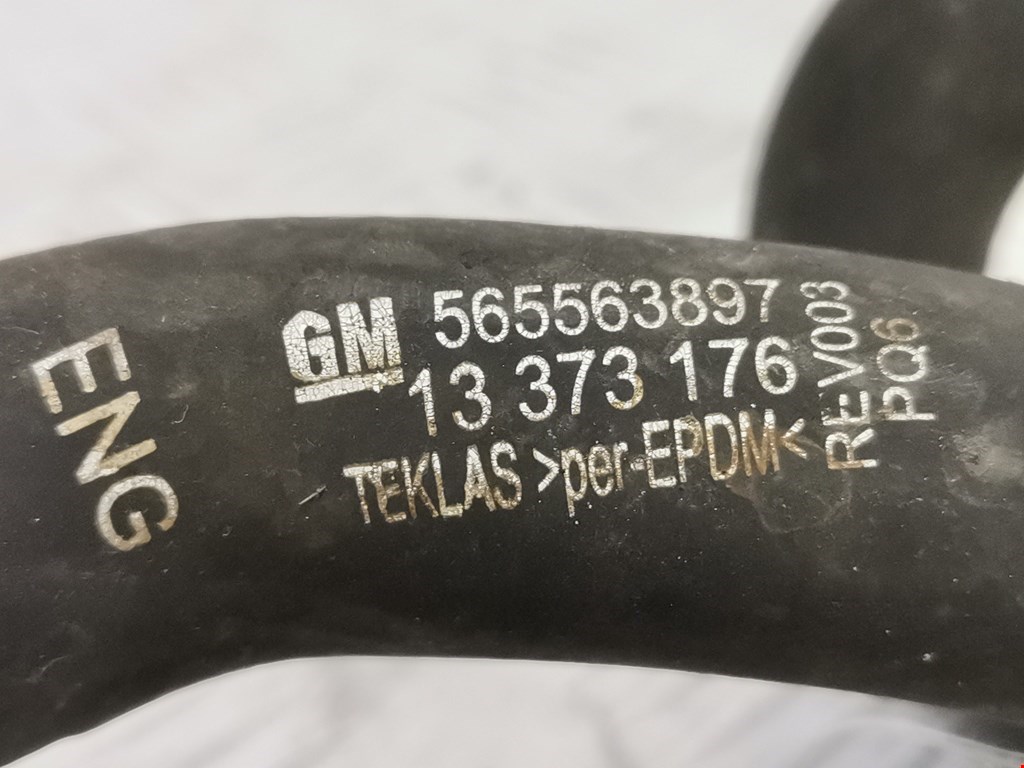 ENG
GM 565563897
13 373 176
TEKLAS >per-EPDM<
REV003
PQ6